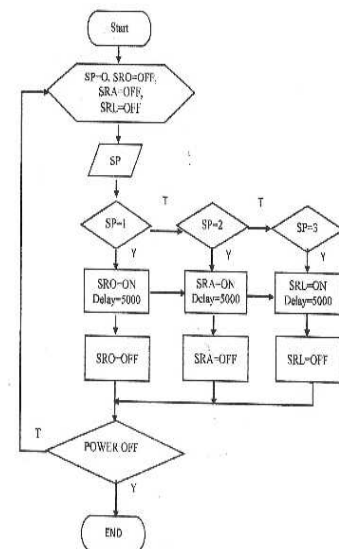 Start
SP=0, SRO=OFF,
SRA=OFF,
SRL=OFF
SP
SP=1
T
SP=2
T
SP=3
Y
Y
Y
SRO=ON
Delay=5000
SRA=ON
Delay=5000
SRL=ON
Delay=5000
SRO=OFF
SRA=OFF
SRL=OFF
T
POWER OFF
Y
END